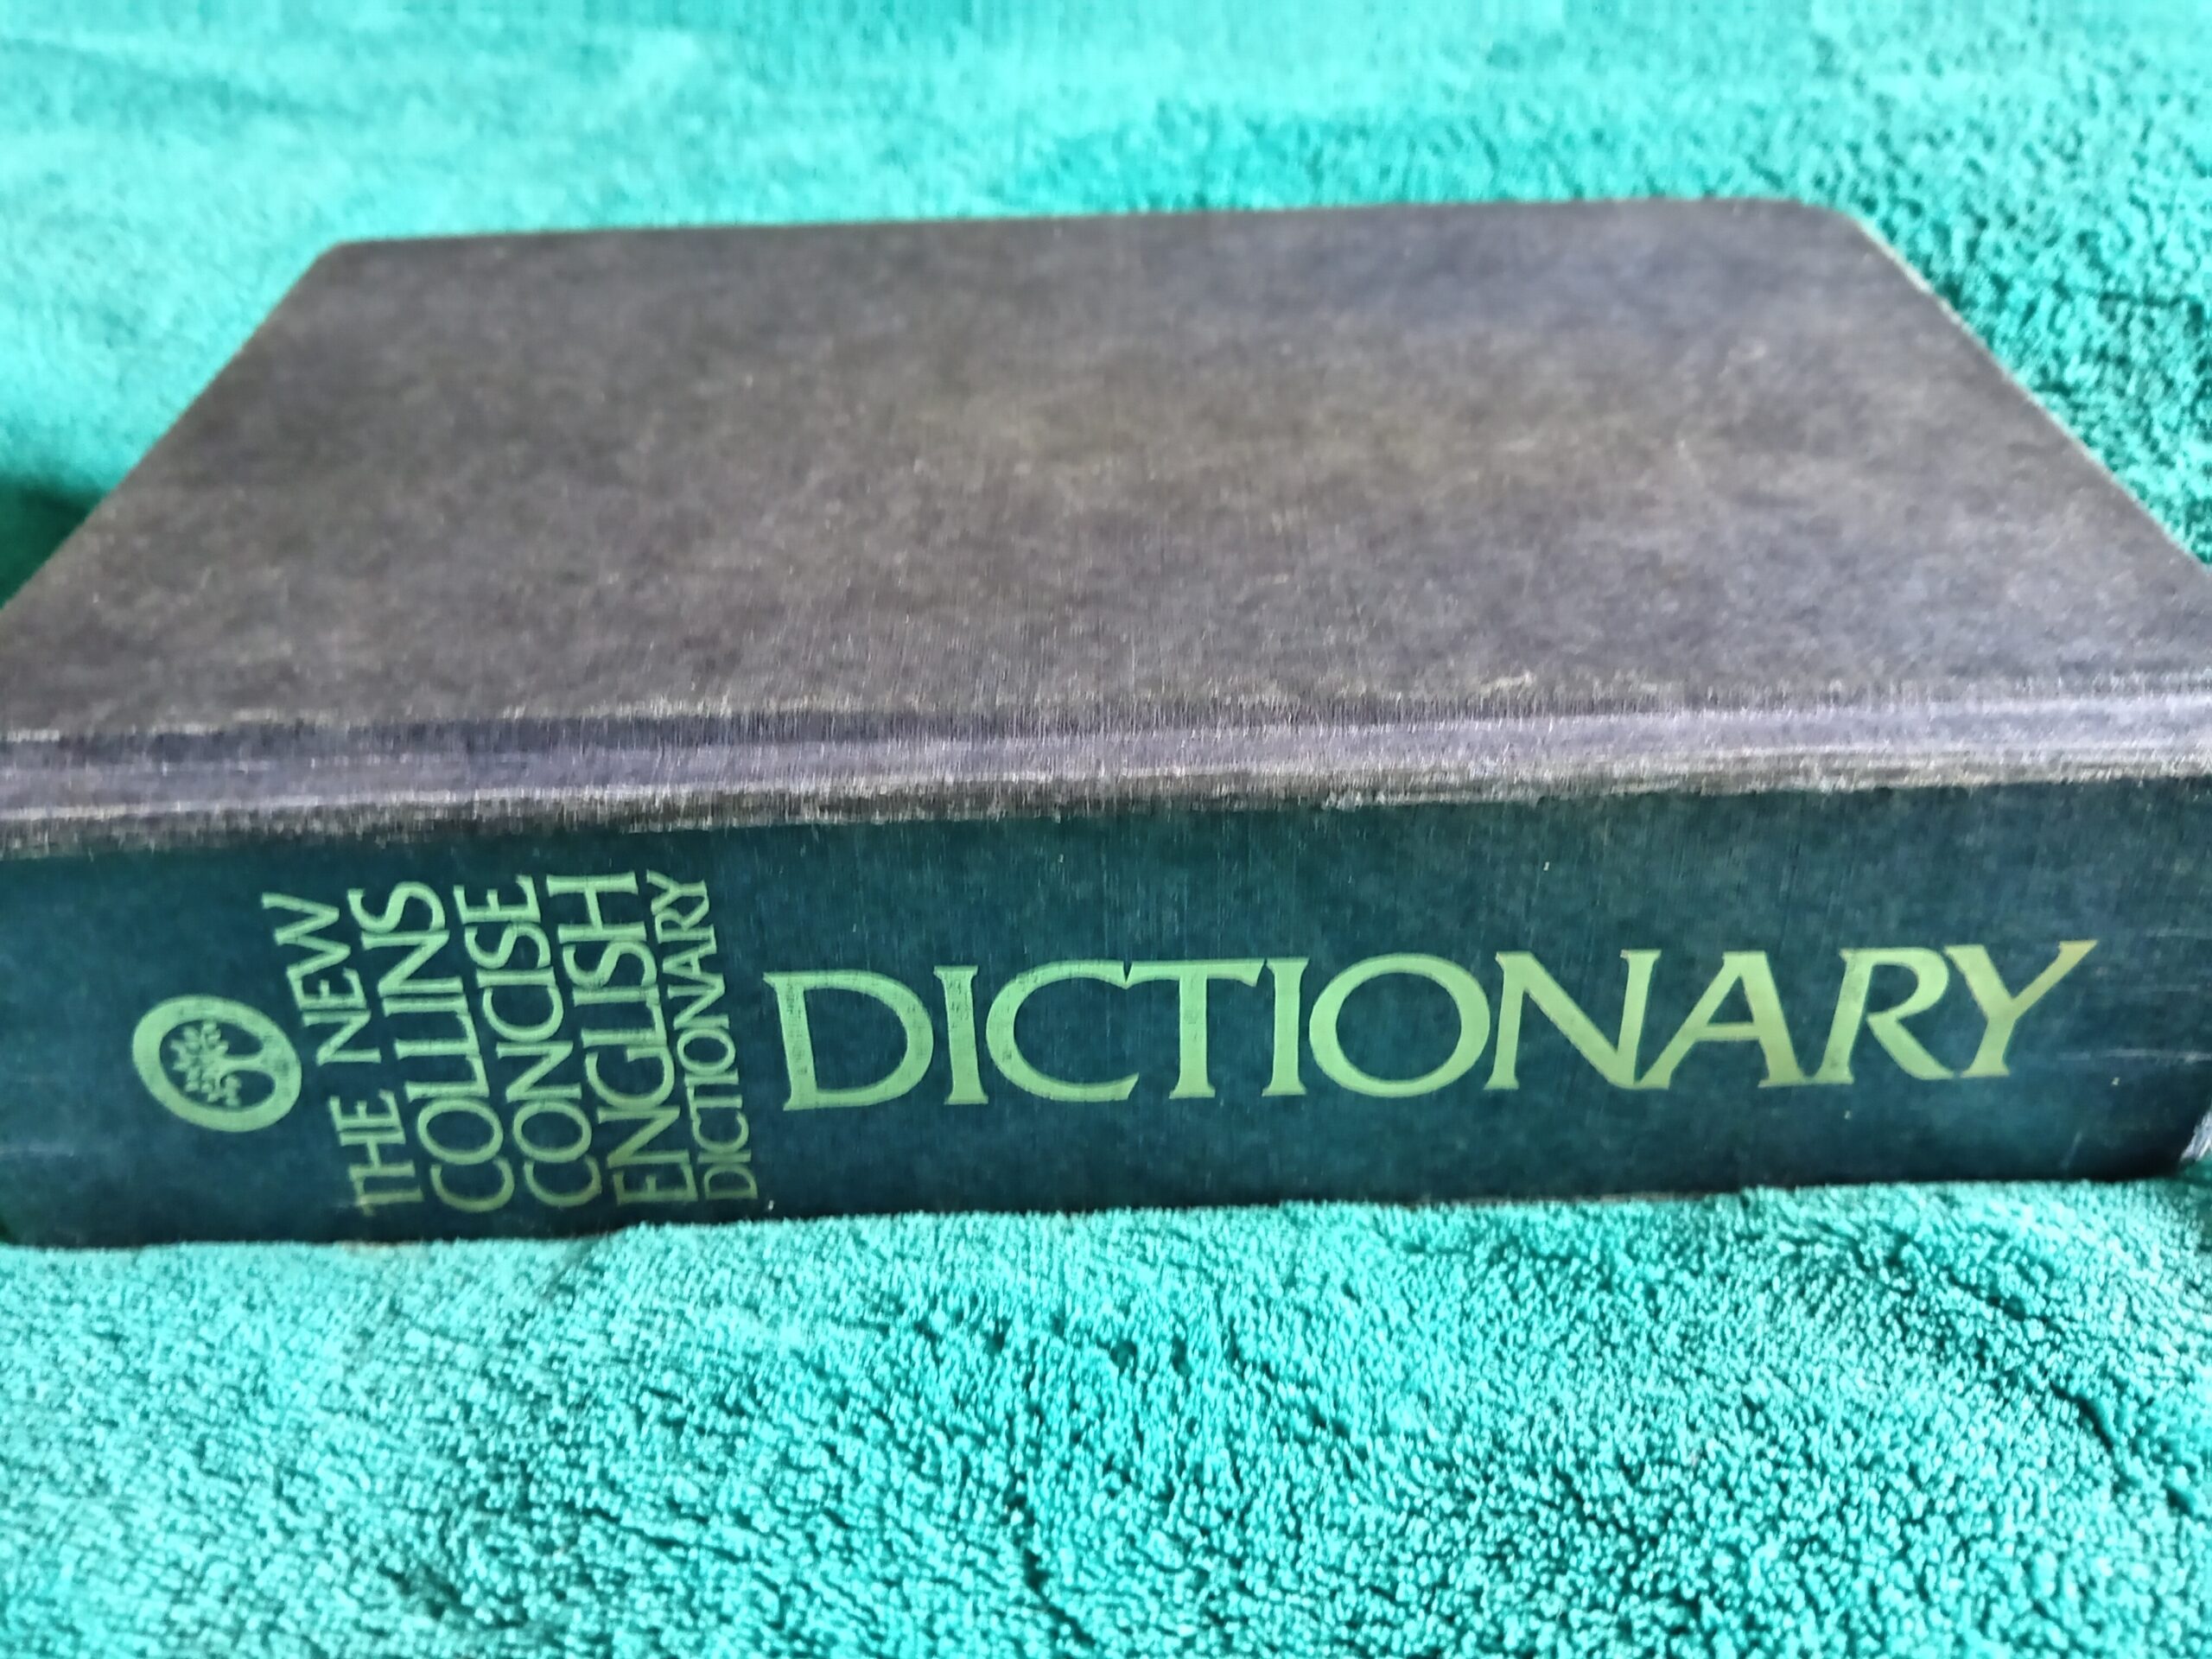 THE NEW
COLLINS
CONCISE
ENGLISH
DICTIONARY
DICTIONARY